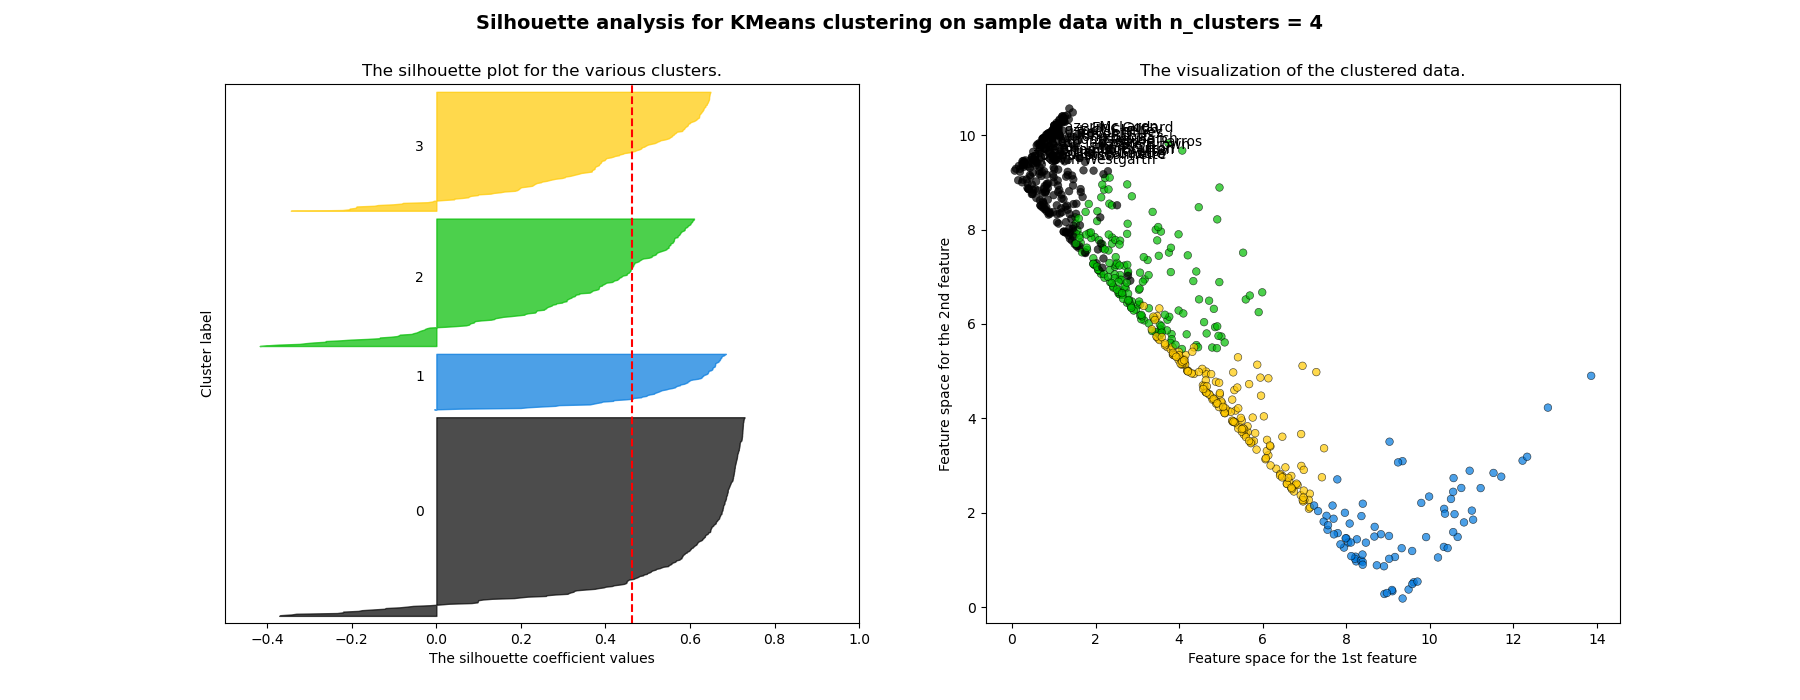 Silhouette analysis for KMeans clustering on sample data with n_clusters = 4
The silhouette plot for the various clusters.
3
2
1
0
Cluster label
−0.4 −0.2 0.0 0.2 0.4 0.6 0.8 1.0
The silhouette coefficient values
The visualization of the clustered data.
10
8
6
4
2
0
Feature space for the 2nd feature
0 2 4 6 8 10 12 14
Feature space for the 1st feature